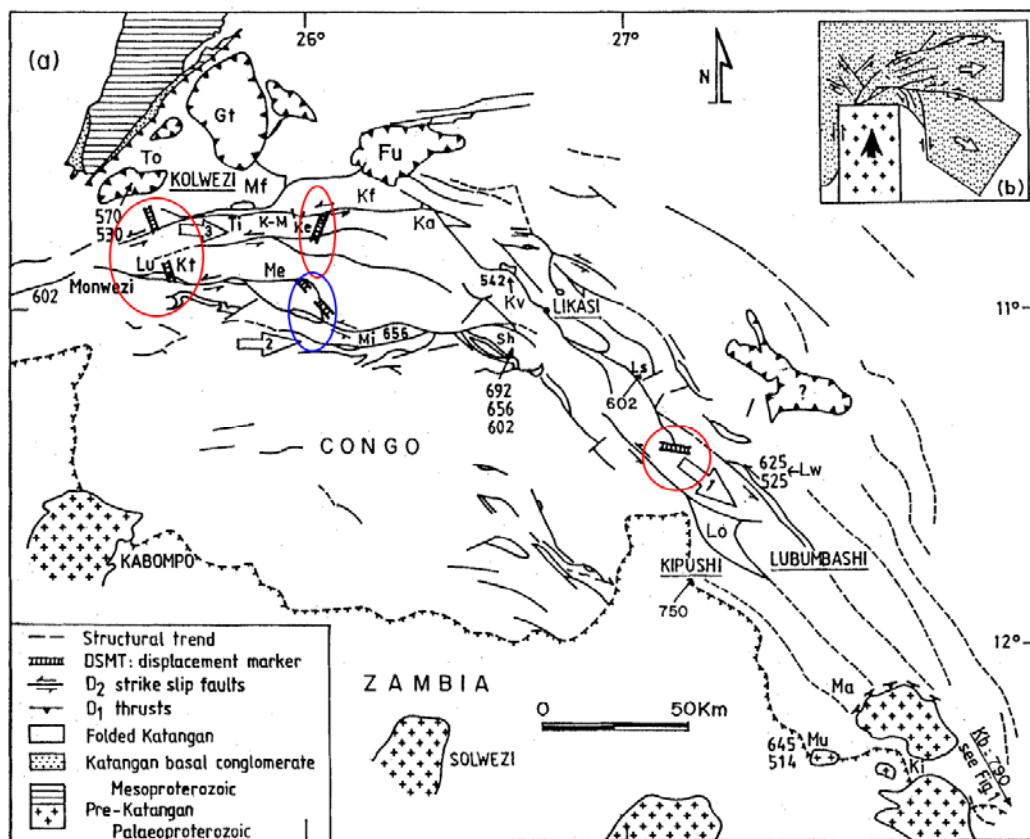 26°
27°
(a)
N
Gt
To
KOLWEZI
Mf
Fu
Kf
570
530
3
Ti
K-M
Ke
Ka
(b)
Lu
Kt
Me
Monwezi
602
542
Kv
LIKASI
11°
2
Mi 656
Sh
Ls
692
656
602
602
?
CONGO
625
525
Lw
1
Lo
KABOMPO
KIPUSHI
LUBUMBASHI
750
12°
Structural trend
DSMT: displacement marker
D2 strike slip faults
D1 thrusts
Folded Katangan
Katangan basal conglomerate
Mesoproterozoic
Pre-Katangan
Palaeoproterozoic
ZAMBIA
0 50Km
SOLWEZI
Ma
645
514
Mu
Ki
Kb: 790
see Fig.1